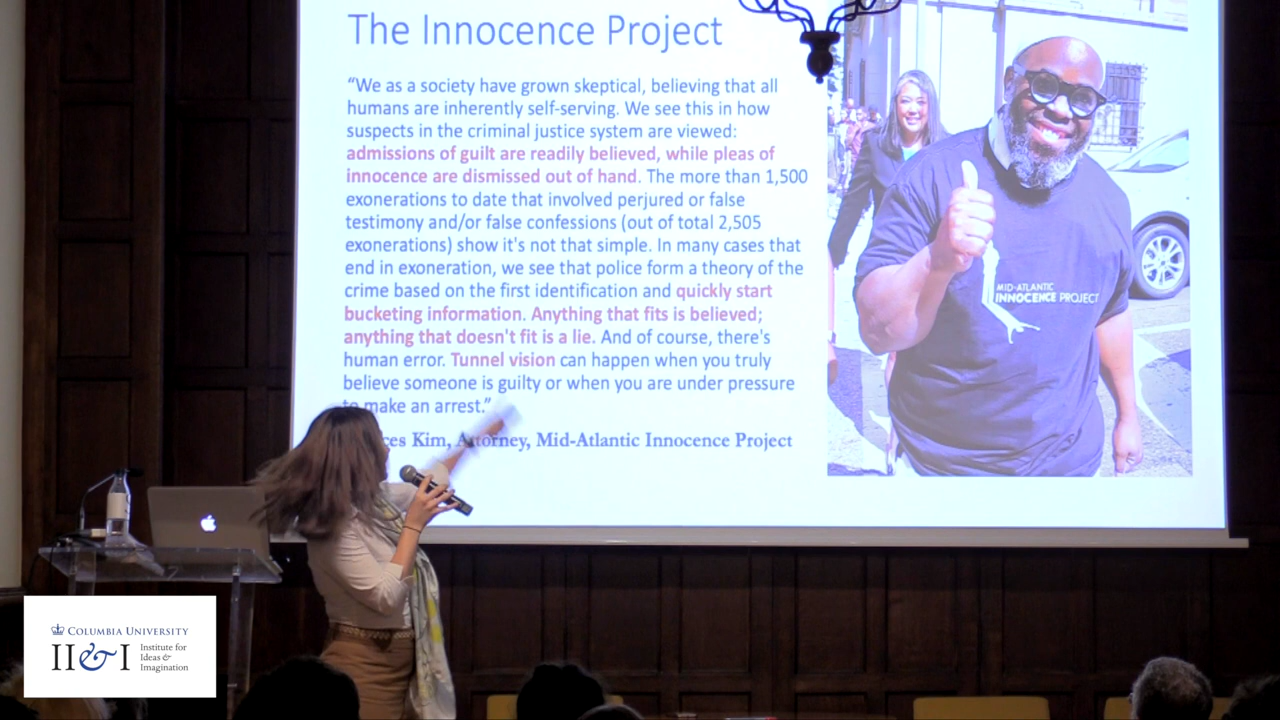 The Innocence Project
“We as a society have grown skeptical, believing that all
humans are inherently self-serving. We see this in how
suspects in the criminal justice system are viewed:
admissions of guilt are readily believed, while pleas of
innocence are dismissed out of hand. The more than 1,500
exonerations to date that involved perjured or false
testimony and/or false confessions (out of total 2,505
exonerations) show it's not that simple. In many cases that
end in exoneration, we see that police form a theory of the
crime based on the first identification and quickly start
bucketing information. Anything that fits is believed;
anything that doesn't fit is a lie. And of course, there's
human error. Tunnel vision can happen when you truly
believe someone is guilty or when you are under pressure
to make an arrest.”
Kim, Attorney, Mid-Atlantic Innocence Project
MID-ATLANTIC
INNOCENCE PROJECT
COLUMBIA UNIVERSITY
II&I
Institute for
Ideas &
Imagination